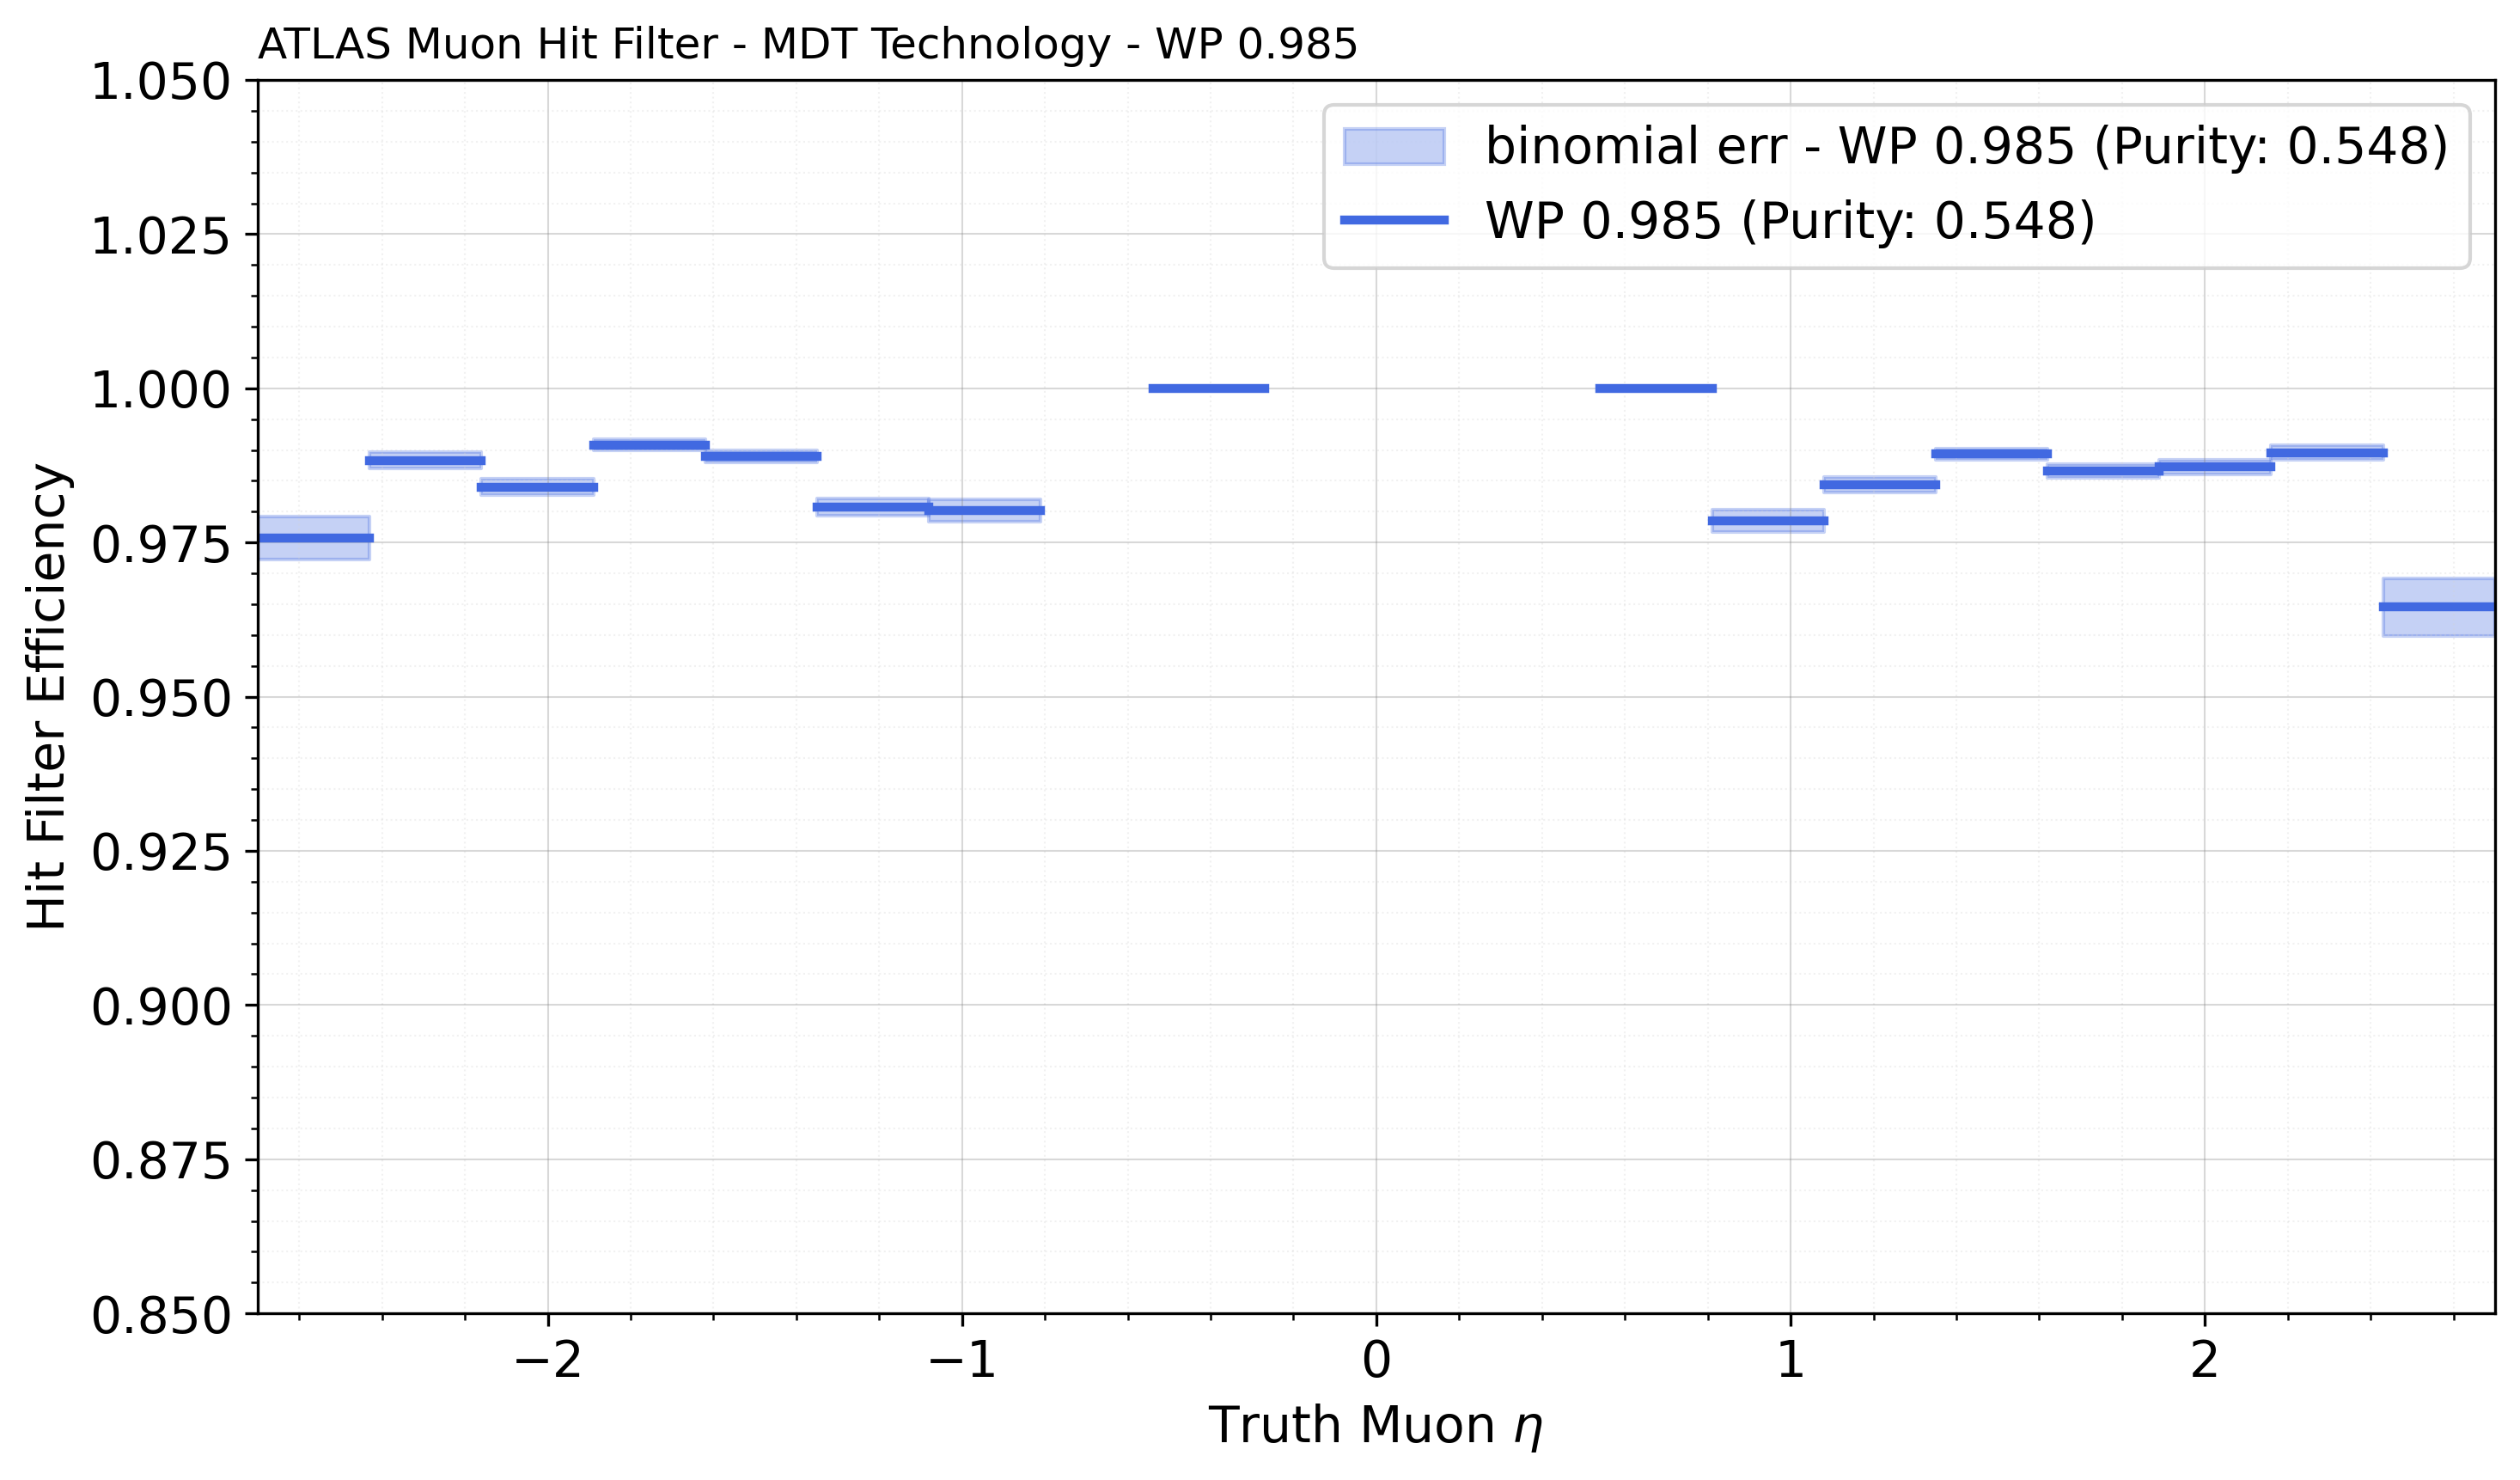 ATLAS Muon Hit Filter - MDT Technology - WP 0.985
1.050
1.025
1.000
0.975
0.950
0.925
0.900
0.875
0.850
Hit Filter Efficiency
binomial err - WP 0.985 (Purity: 0.548)
WP 0.985 (Purity: 0.548)
−2
−1
0
1
2
Truth Muon η